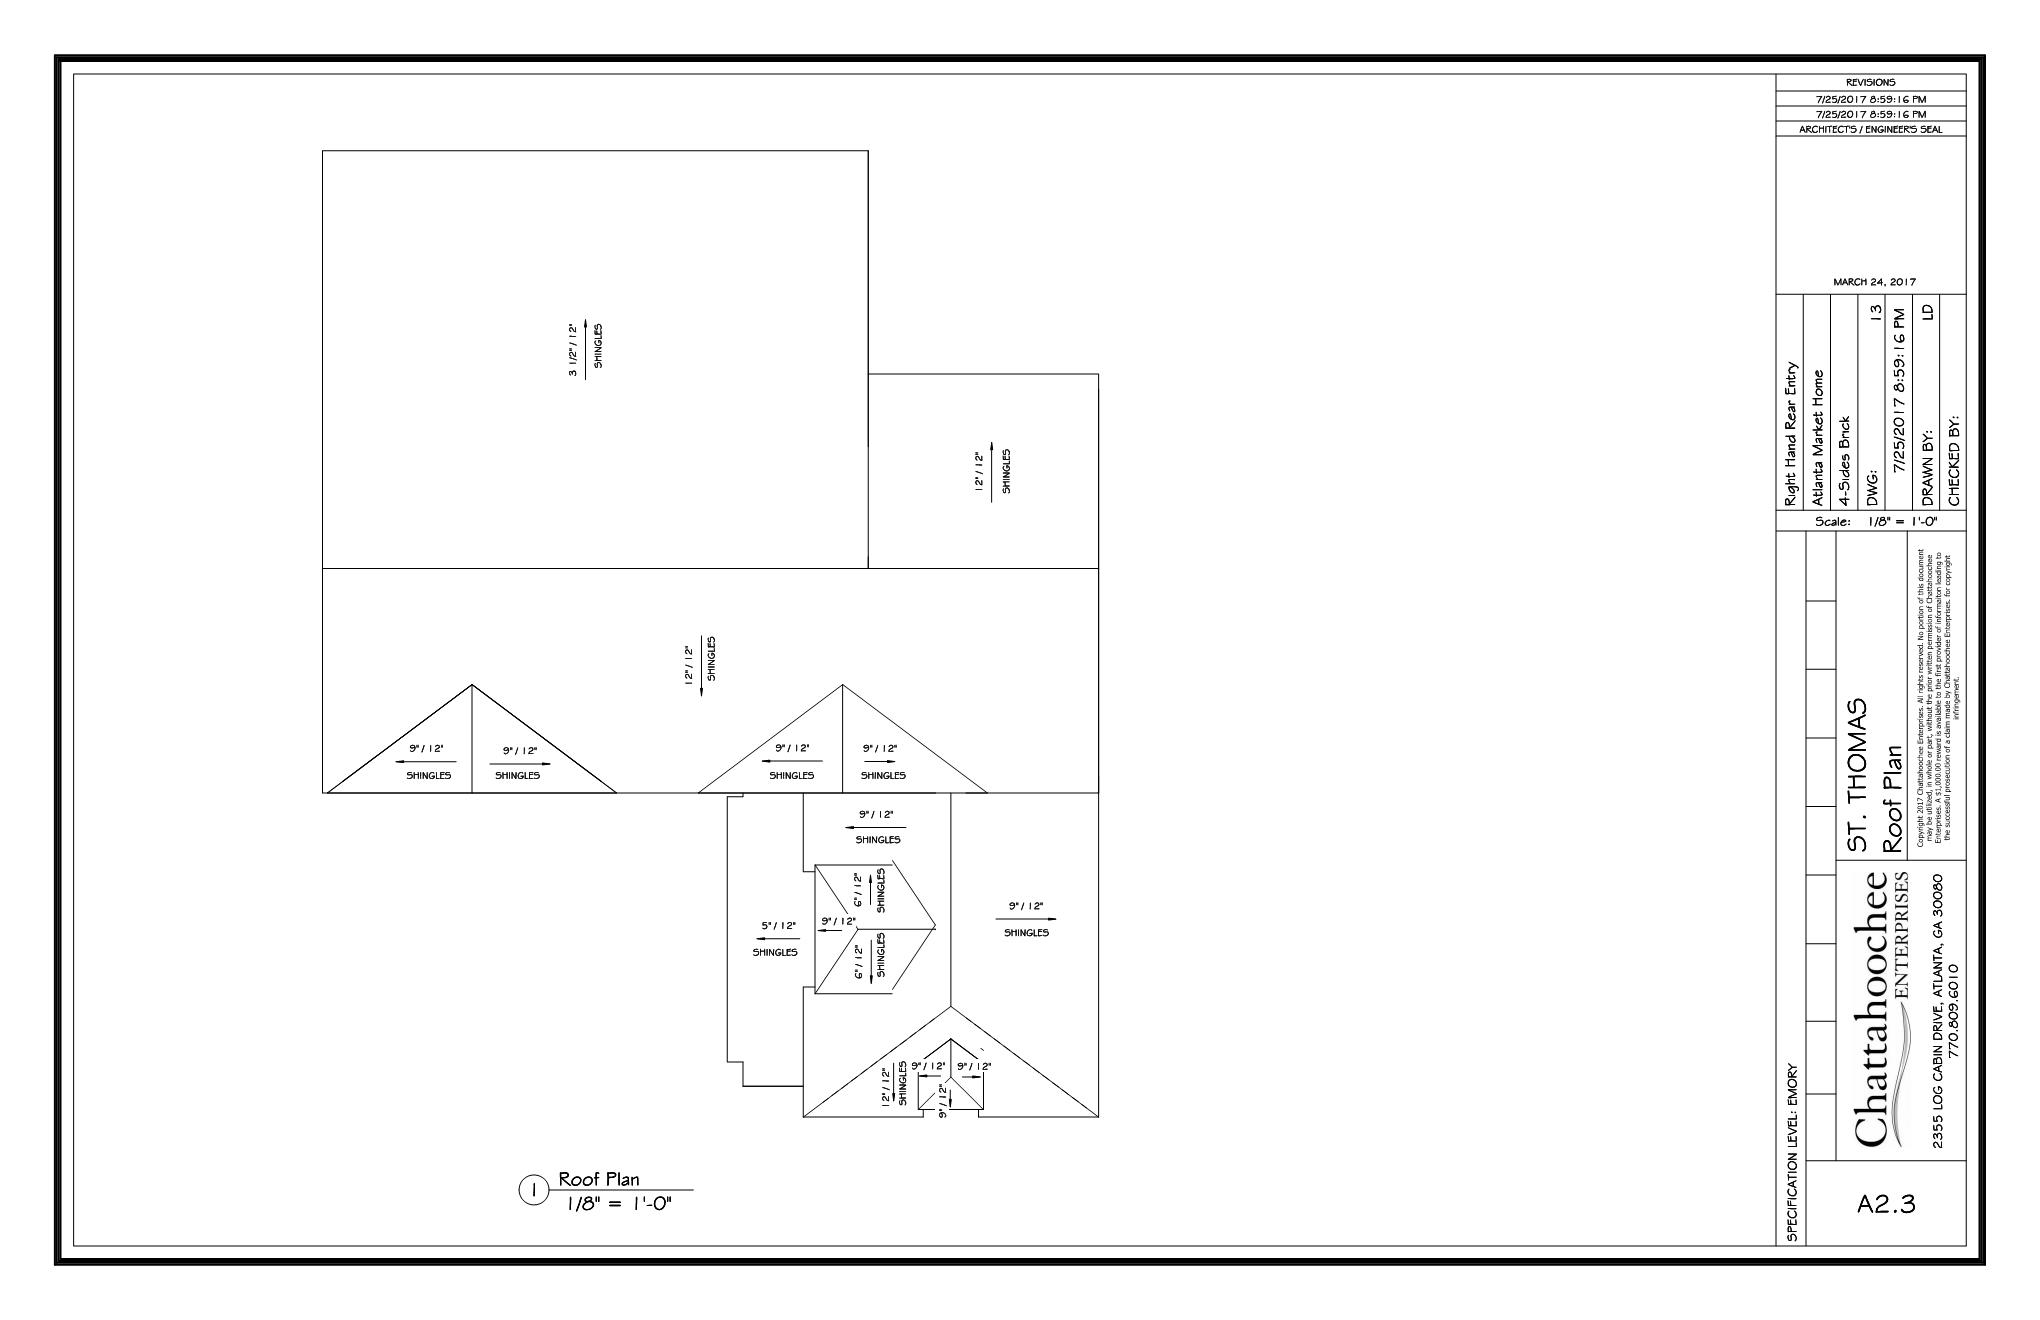 3 1/2" / 12"
SHINGLES
12" / 12"
SHINGLES
12" / 12"
SHINGLES
9" / 12"
SHINGLES
9" / 12"
SHINGLES
9" / 12"
SHINGLES
9" / 12"
SHINGLES
9" / 12"
SHINGLES
6" / 12"
SHINGLES
9" / 12"
5" / 12"
SHINGLES
6" / 12"
SHINGLES
9" / 12"
SHINGLES
12" / 12"
SHINGLES
9" / 12"
9" / 12"
9" / 12"
1
Roof Plan
1/8" = 1'-0"
REVISIONS
7/25/2017 8:59:16 PM
7/25/2017 8:59:16 PM
ARCHITECT'S / ENGINEER'S SEAL
MARCH 24, 2017
Right Hand Rear Entry
Atlanta Market Home
4-Sides Brick
DWG: 13
7/25/2017 8:59:16 PM
DRAWN BY: LD
CHECKED BY:
Scale: 1/8" = 1'-0"
ST. THOMAS
Roof Plan
Copyright 2017 Chattahoochee Enterprises. All rights reserved. No portion of this document
may be utilized, in whole or part, without the prior written permission of Chattahoochee
Enterprises. A $1,000.00 reward is available to the first provider of informaiton leading to
the successful prosecution of a claim made by Chattahoochee Enterprises. for copyright
infringement.
Chattahoochee
ENTERPRISES
2355 LOG CABIN DRIVE, ATLANTA, GA 30080
770.809.6010
SPECIFICATION LEVEL: EMORY
A2.3